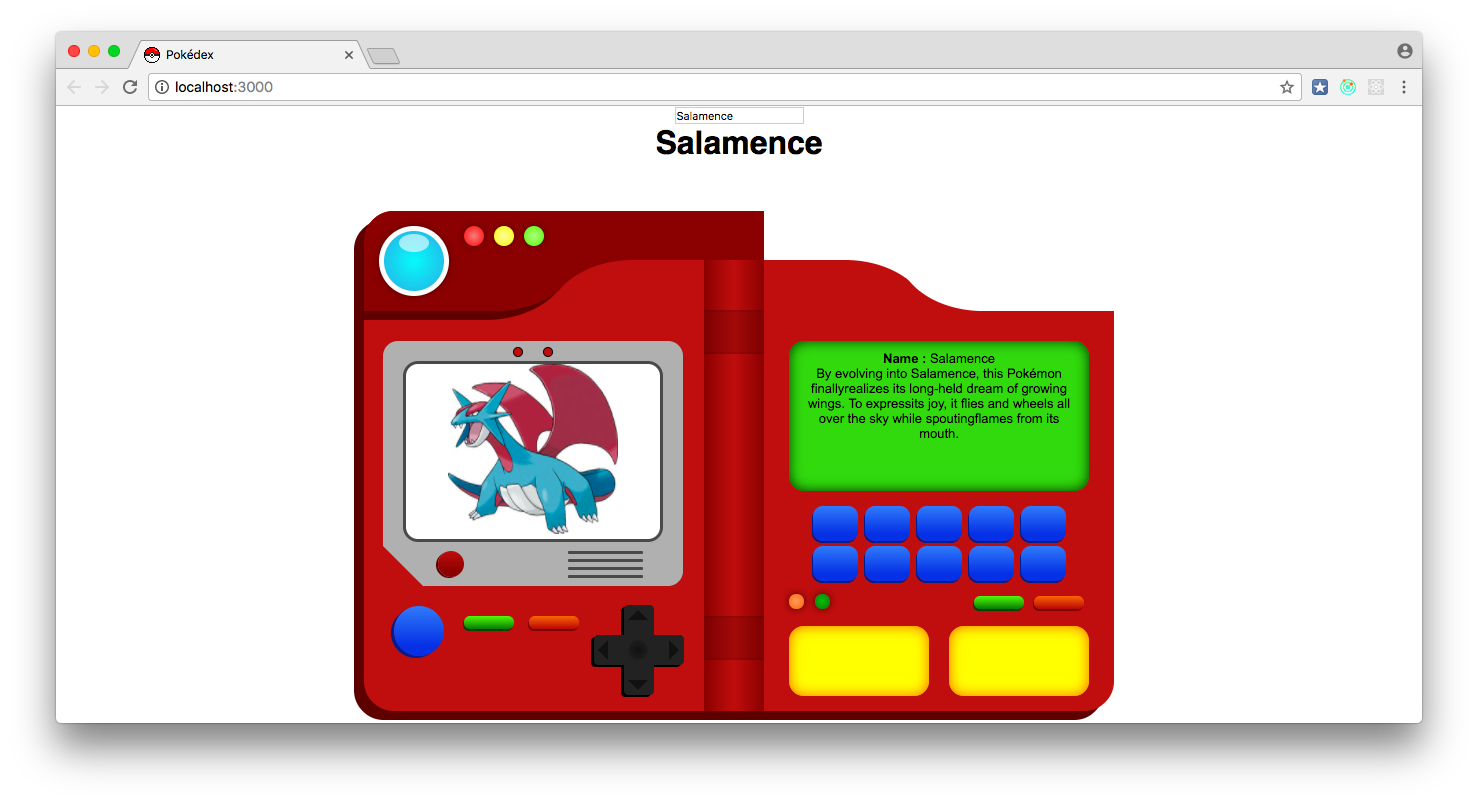 Pokédex
localhost:3000
Salamence
Salamence
Name : Salamence
By evolving into Salamence, this Pokémon
finallyrealizes its long-held dream of growing
wings. To expressits joy, it flies and wheels all
over the sky while spoutingflames from its
mouth.